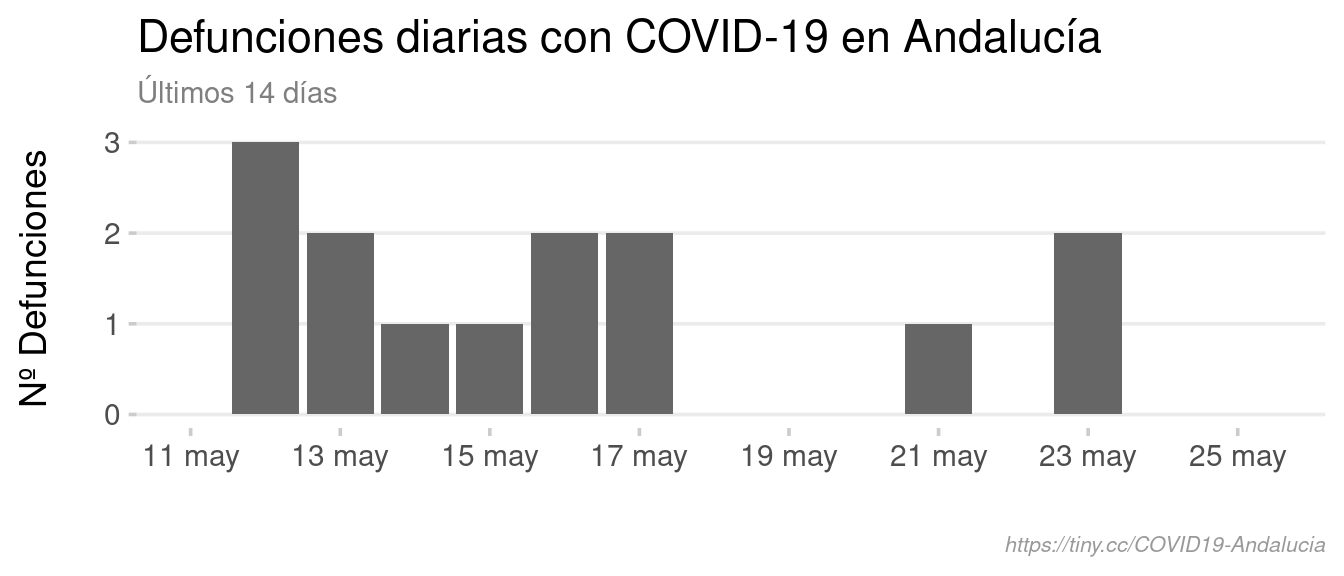 Defunciones diarias con COVID-19 en Andalucía
Últimos 14 días
Nº Defunciones
3
2
1
0
11 may 13 may 15 may 17 may 19 may 21 may 23 may 25 may
https://tiny.cc/COVID19-Andalucia